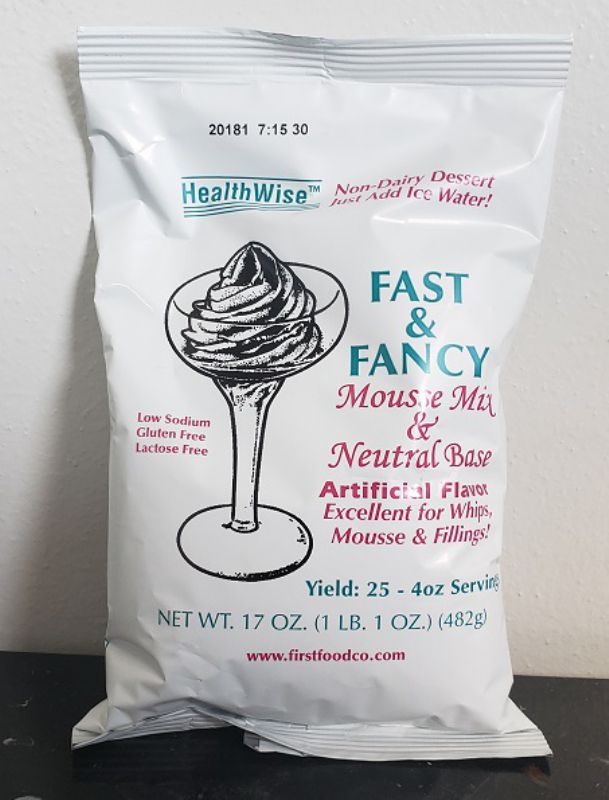 20181 7:15 30
HealthWise™
Non-Dairy Dessert
Just Add Ice Water!
FAST
&
FANCY
Mousse Mix
&
Neutral Base
Low Sodium
Gluten Free
Lactose Free
Artificial Flavor
Excellent for Whips,
Mousse & Fillings!
Yield: 25 - 4oz Serving
NET WT. 17 OZ. (1 LB. 1 OZ.) (482g)
www.firstfoodco.com